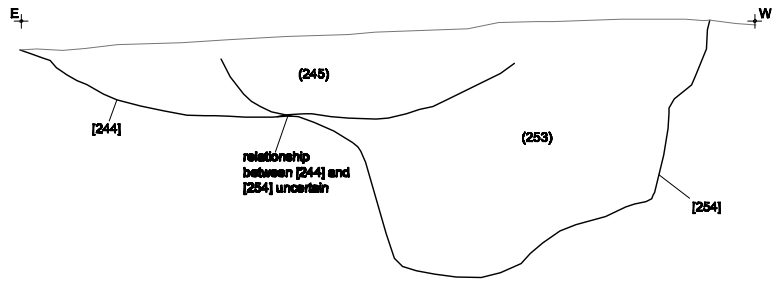 E
W
(245)
[244]
(253)
relationship
between [244] and
[254] uncertain
[254]